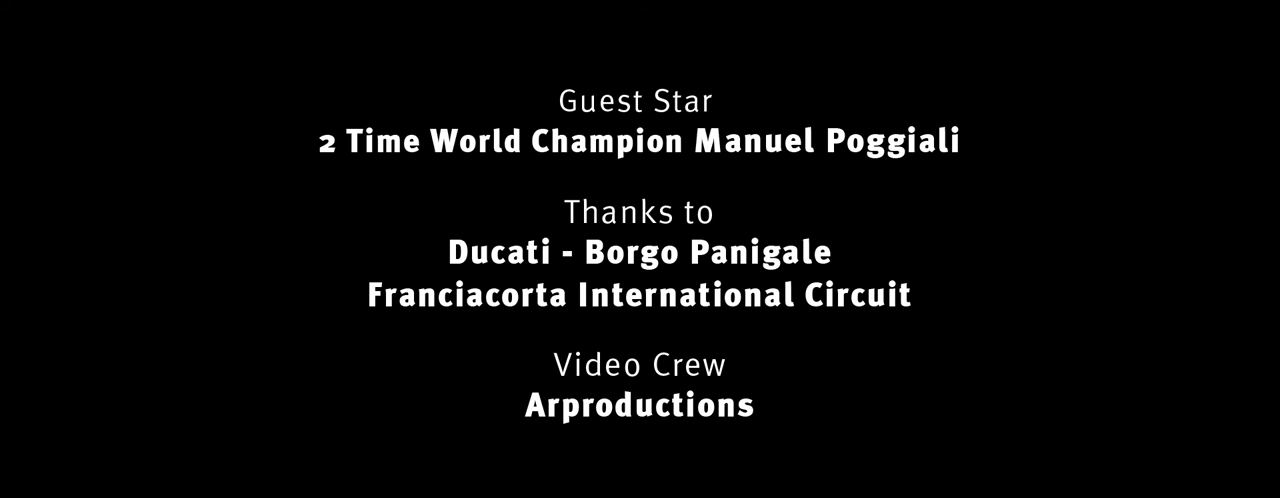 Guest Star
2 Time World Champion Manuel Poggiali
Thanks to
Ducati - Borgo Panigale
Franciacorta International Circuit
Video Crew
Arproductions